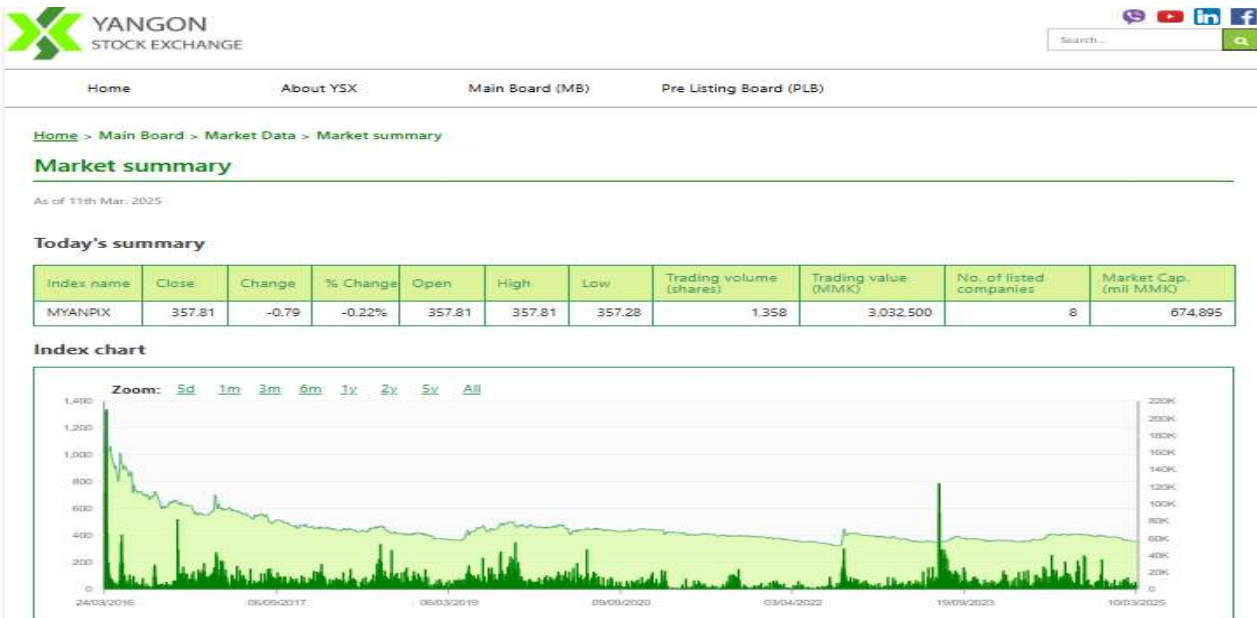 YANGON
STOCK EXCHANGE
Search...
Home About YSX Main Board (MB) Pre Listing Board (PLB)
Home > Main Board > Market Data > Market summary
Market summary
As of 11th Mar. 2025
Today's summary
Index name Close Change % Change Open High Low Trading volume (shares) Trading value (MMK) No. of listed companies Market Cap. (mil MMK)
MYANPIX 357.81 -0.79 -0.22% 357.81 357.81 357.28 1,358 3,032,500 8 674,895
Index chart
Zoom: 5d 1m 3m 6m 1y 2y 5y All
1,400 220K
1,200 200K
180K
1,000 160K
800 140K
120K
600 100K
80K
400 60K
200 40K
20K
0 0
24/03/2016 06/09/2017 06/03/2019 09/09/2020 03/04/2022 19/09/2023 10/03/2025